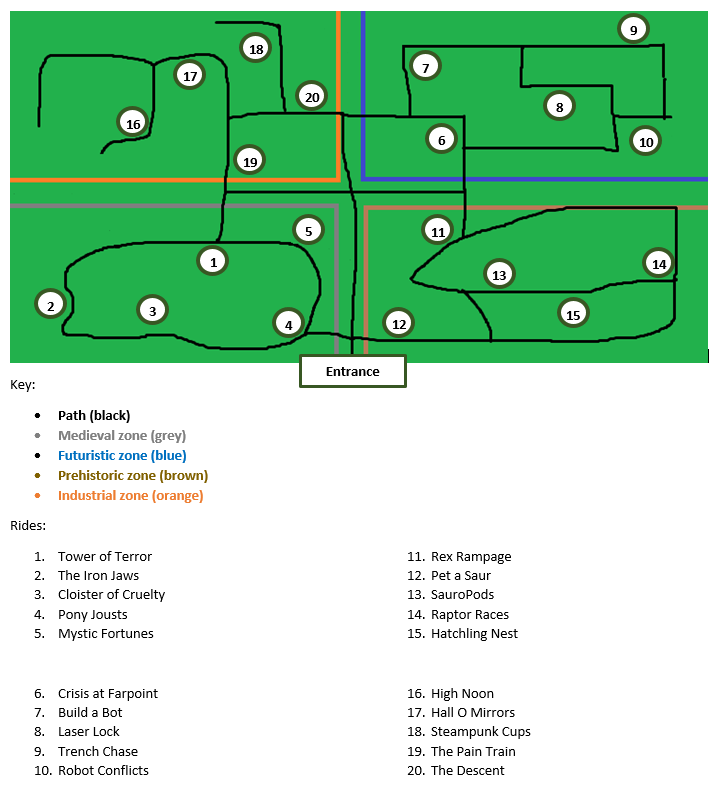 9
18
7
17
20
8
16
6
10
19
5
11
1
14
13
2
3
15
4
12
Entrance
Key:
• Path (black)
• Medieval zone (grey)
• Futuristic zone (blue)
• Prehistoric zone (brown)
• Industrial zone (orange)
Rides:
1. Tower of Terror
2. The Iron Jaws
3. Cloister of Cruelty
4. Pony Jousts
5. Mystic Fortunes
11. Rex Rampage
12. Pet a Saur
13. SauroPods
14. Raptor Races
15. Hatchling Nest
6. Crisis at Farpoint
7. Build a Bot
8. Laser Lock
9. Trench Chase
10. Robot Conflicts
16. High Noon
17. Hall O Mirrors
18. Steampunk Cups
19. The Pain Train
20. The Descent